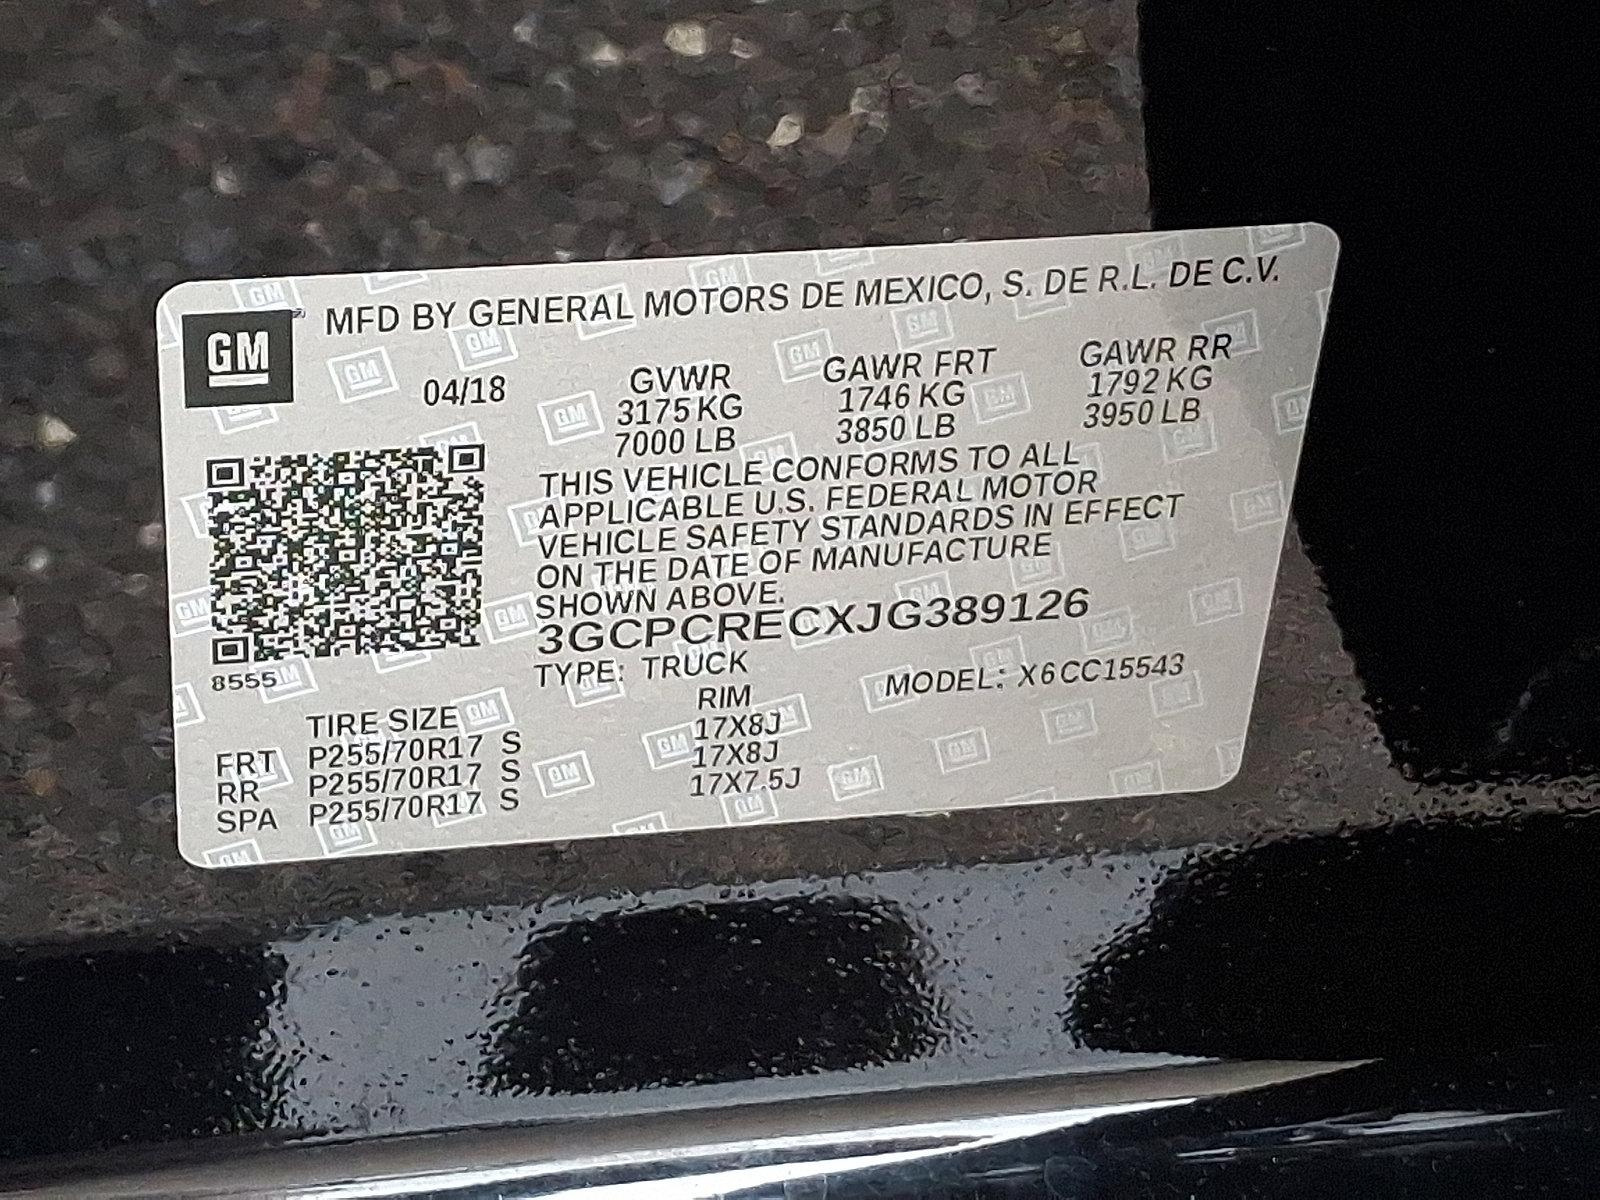 GM MFD BY GENERAL MOTORS DE MEXICO, S. DE R.L. DE C.V.
04/18 GVWR GAWR FRT GAWR RR
3175 KG 1746 KG 1792 KG
7000 LB 3850 LB 3950 LB
THIS VEHICLE CONFORMS TO ALL
APPLICABLE U.S. FEDERAL MOTOR
VEHICLE SAFETY STANDARDS IN EFFECT
ON THE DATE OF MANUFACTURE
SHOWN ABOVE.
3GCPCRECXJG389126
8555 TYPE: TRUCK MODEL: X6CC15543
TIRE SIZE RIM
FRT P255/70R17 S 17X8J
RR P255/70R17 S 17X8J
SPA P255/70R17 S 17X7.5J